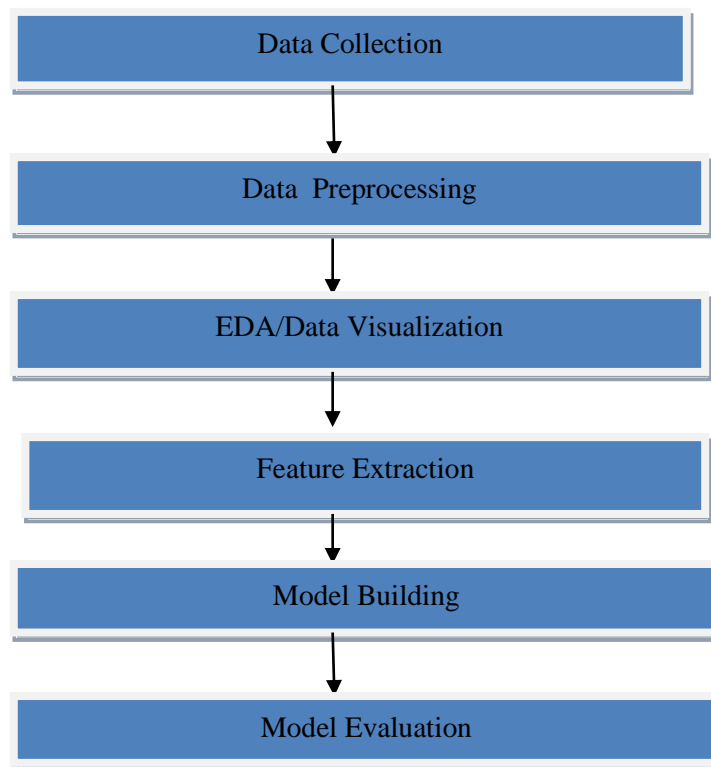 Data Collection
Data  Preprocessing
EDA/Data Visualization
Feature Extraction
Model Building
Model Evaluation